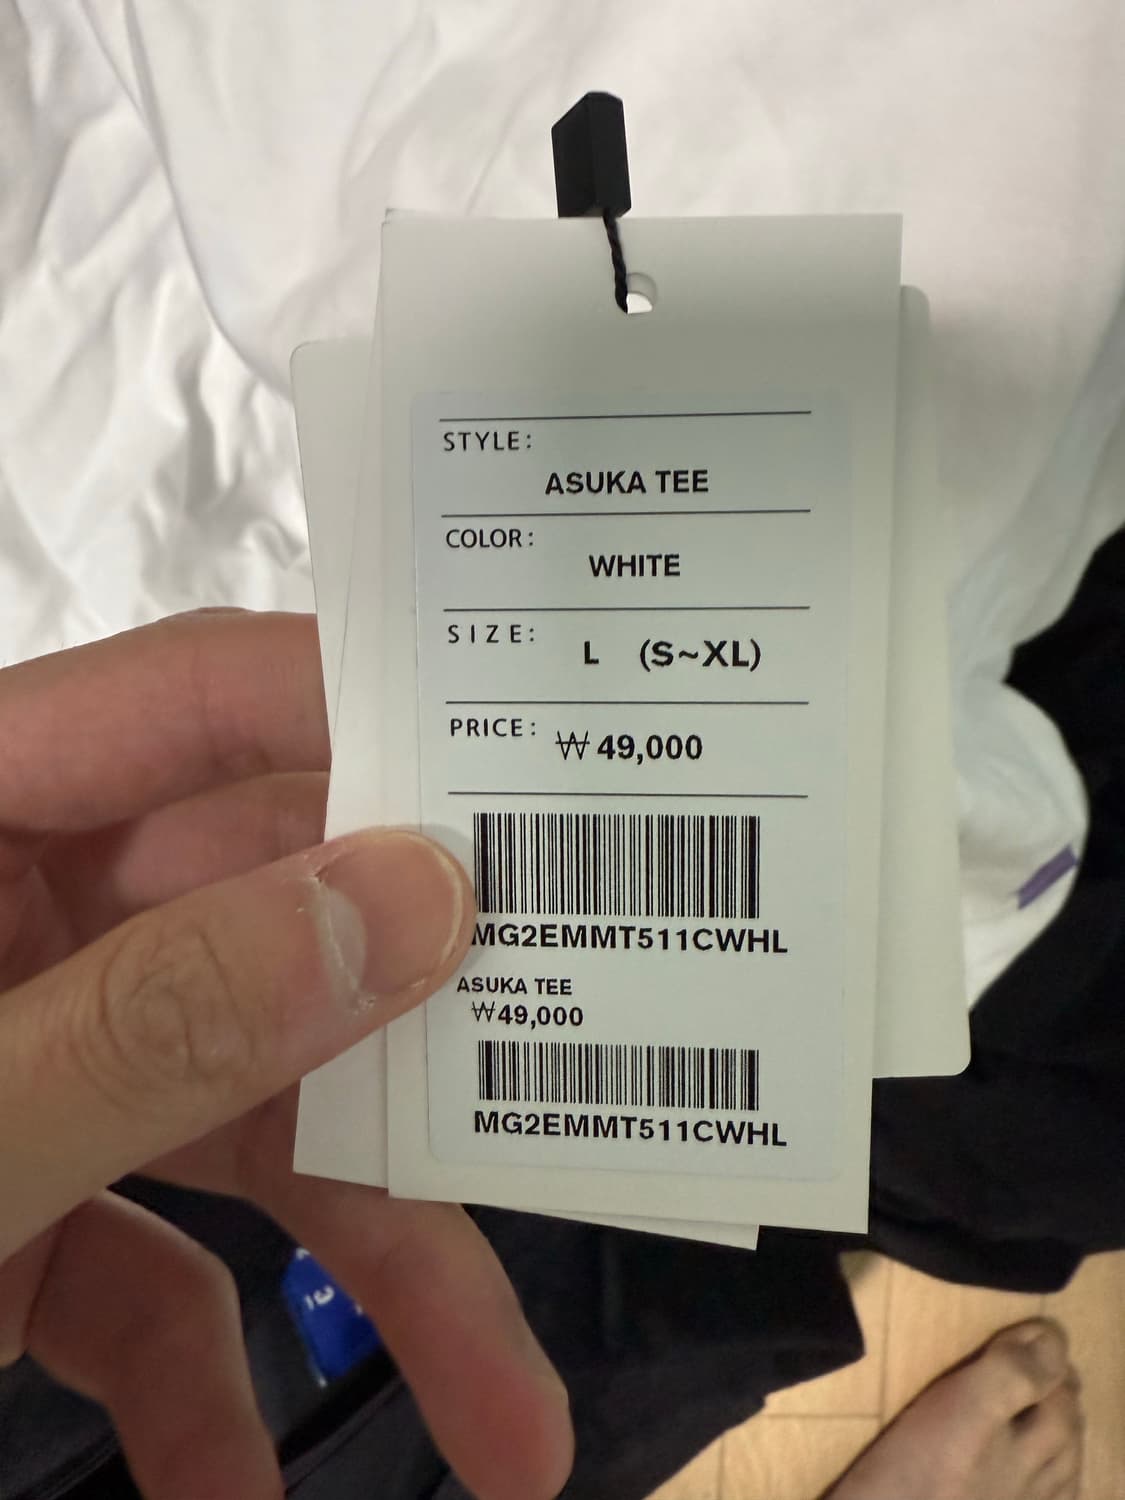 STYLE:
ASUKA TEE
COLOR:
WHITE
SIZE:
L (S~XL)
PRICE:
₩49,000
MG2EMMT511CWHL
ASUKA TEE
₩49,000
MG2EMMT511CWHL